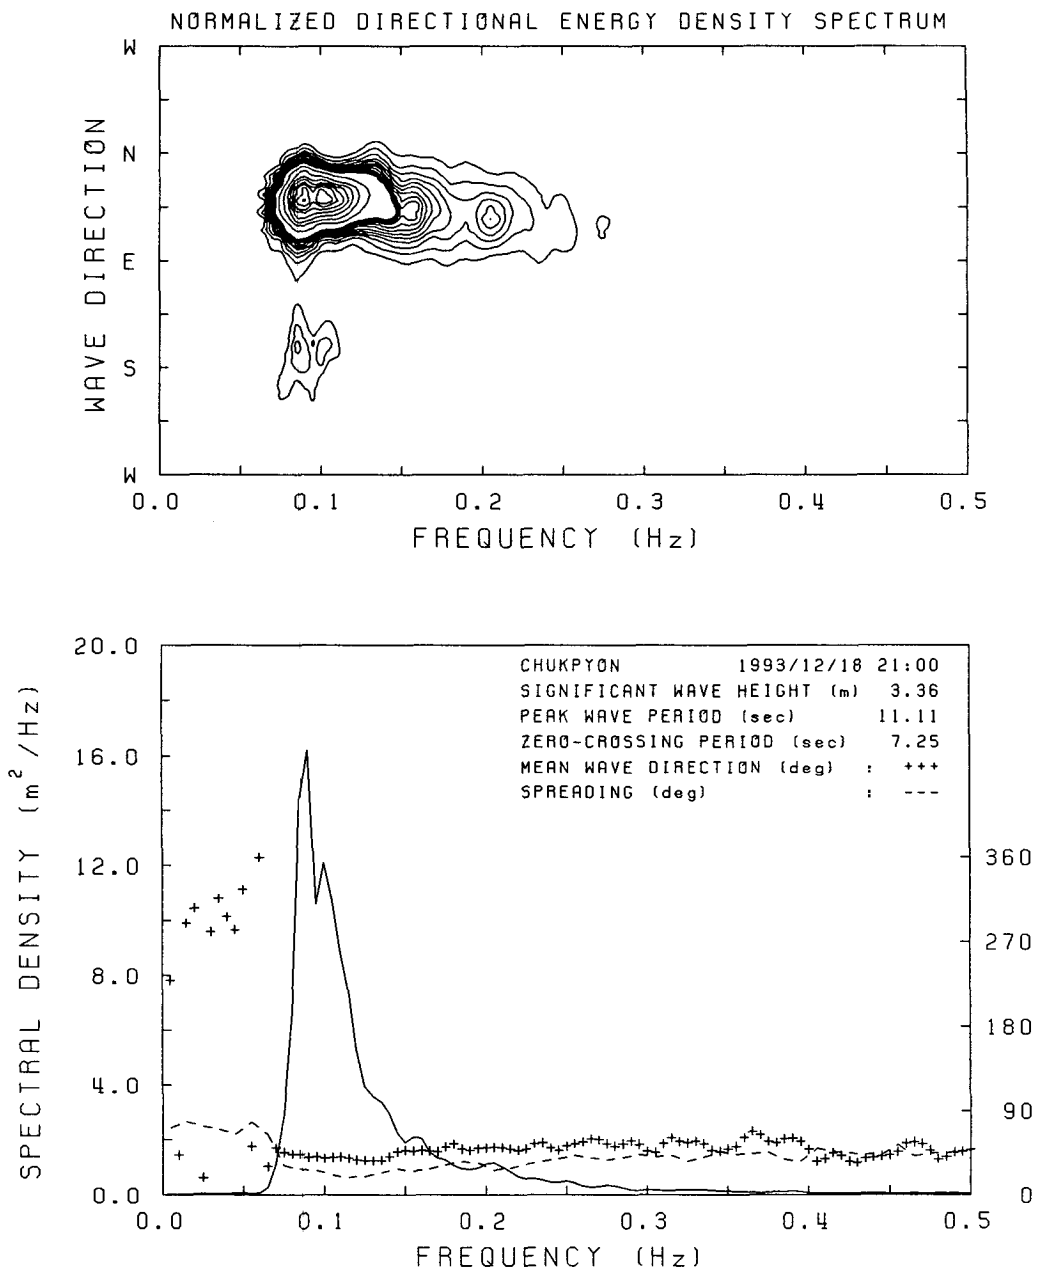 NORMALIZED DIRECTIONAL ENERGY DENSITY SPECTRUM
W
N
E
S
W
WAVE DIRECTION
0.0 0.1 0.2 0.3 0.4 0.5
FREQUENCY (Hz)
20.0
16.0
12.0
8.0
4.0
0.0
SPECTRAL DENSITY (m²/Hz)
CHUKPYON 1993/12/18 21:00
SIGNIFICANT WAVE HEIGHT (m) 3.36
PEAK WAVE PERIOD (sec) 11.11
ZERO-CROSSING PERIOD (sec) 7.25
MEAN WAVE DIRECTION (deg) : +++
SPREADING (deg) : ---
360
270
180
90
0
0.0 0.1 0.2 0.3 0.4 0.5
FREQUENCY (Hz)